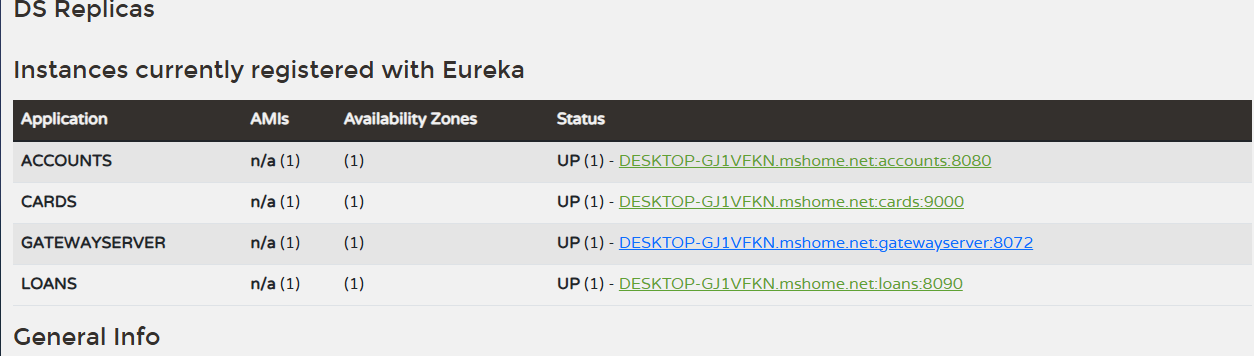 DS Replicas
Instances currently registered with Eureka
Application AMIs Availability Zones Status
ACCOUNTS n/a (1) (1) UP (1) - DESKTOP-GJ1VFKN.mshome.net:accounts:8080
CARDS n/a (1) (1) UP (1) - DESKTOP-GJ1VFKN.mshome.net:cards:9000
GATEWAYSERVER n/a (1) (1) UP (1) - DESKTOP-GJ1VFKN.mshome.net:gatewayserver:8072
LOANS n/a (1) (1) UP (1) - DESKTOP-GJ1VFKN.mshome.net:loans:8090
General Info